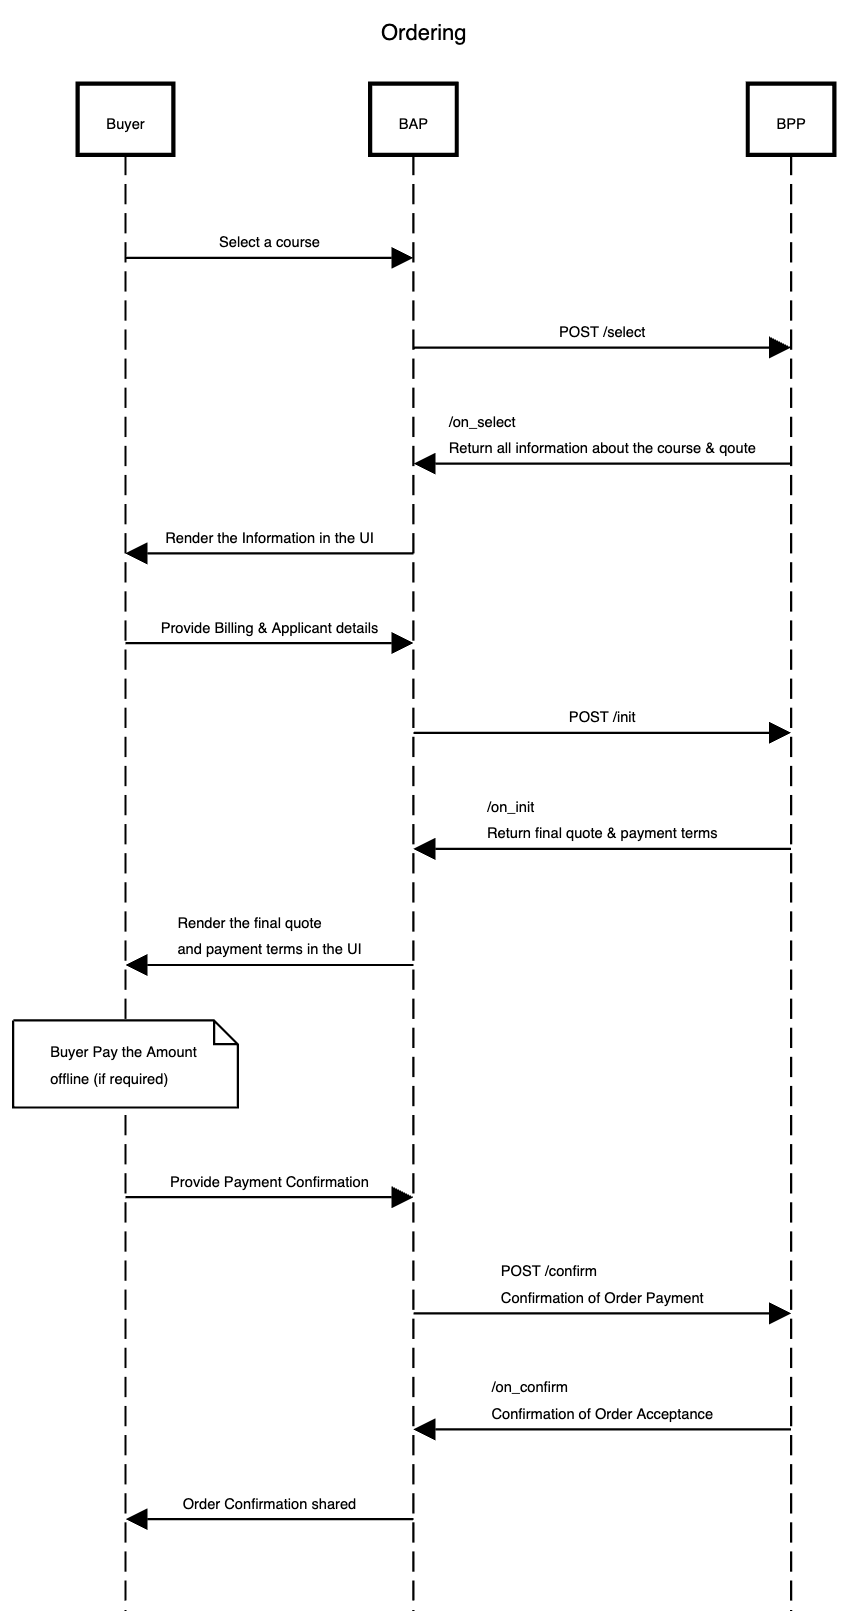 Ordering
Buyer
BAP
BPP
Select a course
POST /select
/on_select
Return all information about the course & qoute
Render the Information in the UI
Provide Billing & Applicant details
POST /init
/on_init
Return final quote & payment terms
Render the final quote
and payment terms in the UI
Buyer Pay the Amount
offline (if required)
Provide Payment Confirmation
POST /confirm
Confirmation of Order Payment
/on_confirm
Confirmation of Order Acceptance
Order Confirmation shared